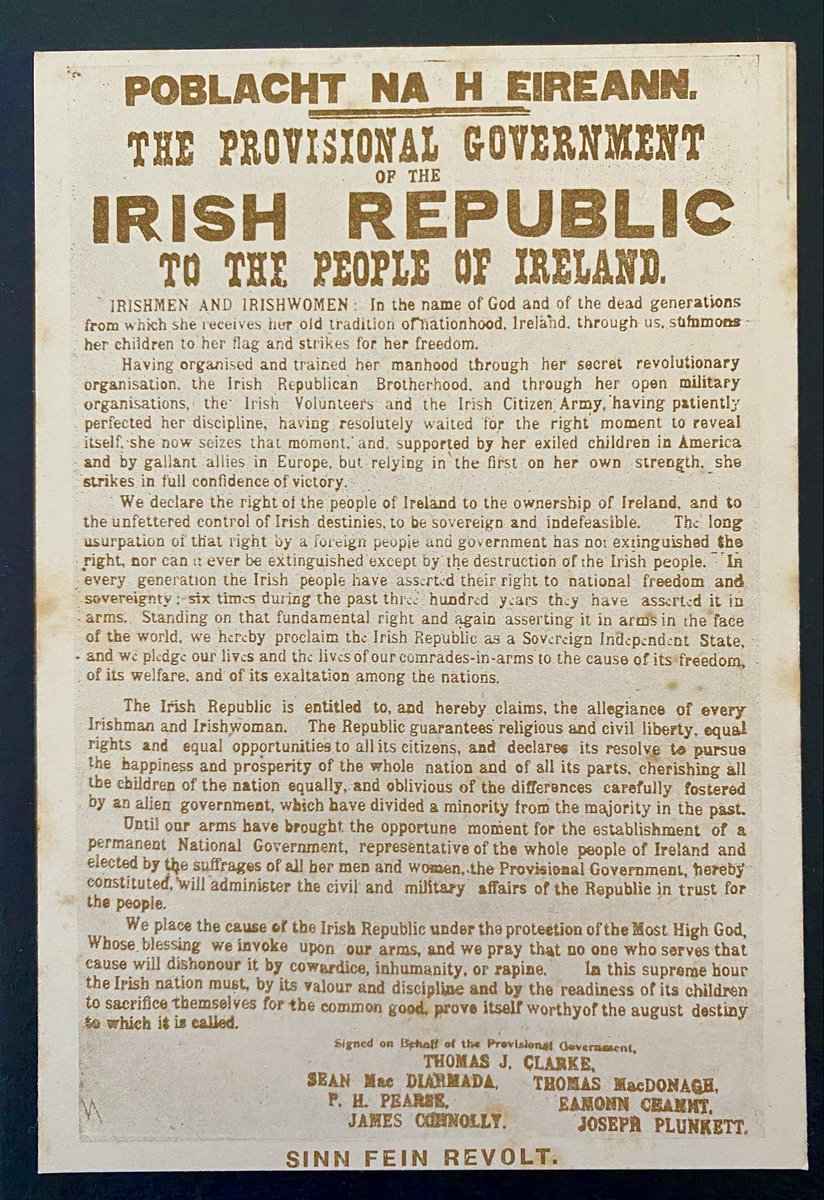 POBLACHT NA H EIREANN.
THE PROVISIONAL GOVERNMENT
OF THE
IRISH REPUBLIC
TO THE PEOPLE OF IRELAND.
IRISHMEN AND IRISHWOMEN: In the name of God and of the dead generations
from which she receives her old tradition of nationhood, Ireland, through us, summons
her children to her flag and strikes for her freedom.
Having organised and trained her manhood through her secret revolutionary
organisation, the Irish Republican Brotherhood, and through her open military
organisations, the Irish Volunteers and the Irish Citizen Army, having patiently
perfected her discipline, having resolutely waited for the right moment to reveal
itself, she now seizes that moment, and, supported by her exiled children in America
and by gallant allies in Europe, but relying in the first on her own strength, she
strikes in full confidence of victory.
We declare the right of the people of Ireland to the ownership of Ireland, and to
the unfettered control of Irish destinies, to be sovereign and indefeasible. The long
usurpation of that right by a foreign people and government has not extinguished the
right, nor can it ever be extinguished except by the destruction of the Irish people. In
every generation the Irish people have asserted their right to national freedom and
sovereignty; six times during the past three hundred years they have asserted it in
arms. Standing on that fundamental right and again asserting it in arms in the face
of the world, we hereby proclaim the Irish Republic as a Sovereign Independent State,
and we pledge our lives and the lives of our comrades-in-arms to the cause of its freedom,
of its welfare, and of its exaltation among the nations.
The Irish Republic is entitled to, and hereby claims, the allegiance of every
Irishman and Irishwoman. The Republic guarantees religious and civil liberty, equal
rights and equal opportunities to all its citizens, and declares its resolve to pursue
the happiness and prosperity of the whole nation and of all its parts, cherishing all
the children of the nation equally, and oblivious of the differences carefully fostered
by an alien government, which have divided a minority from the majority in the past.
Until our arms have brought the opportune moment for the establishment of a
permanent National Government, representative of the whole people of Ireland and
elected by the suffrages of all her men and women, the Provisional Government, hereby
constituted, will administer the civil and military affairs of the Republic in trust for
the people.
We place the cause of the Irish Republic under the protection of the Most High God,
Whose blessing we invoke upon our arms, and we pray that no one who serves that
cause will dishonour it by cowardice, inhumanity, or rapine. In this supreme hour
the Irish nation must, by its valour and discipline and by the readiness of its children
to sacrifice themselves for the common good, prove itself worthy of the august destiny
to which it is called.
Signed on Behalf of the Provisional Government,
THOMAS J. CLARKE,
SEAN Mac DIARMADA, THOMAS MacDONAGH,
P. H. PEARSE, EAMONN CEANNT,
JAMES CONNOLLY. JOSEPH PLUNKETT.
SINN FEIN REVOLT.